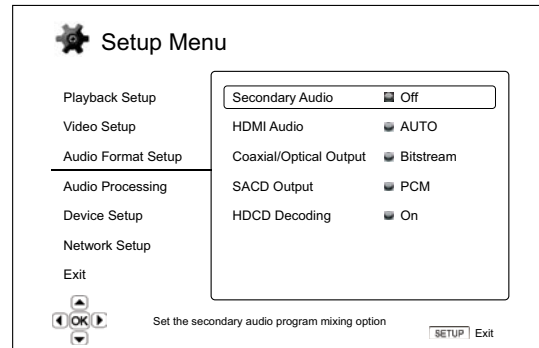 Setup Menu
Playback Setup
Video Setup
Audio Format Setup
Audio Processing
Device Setup
Network Setup
Exit
Secondary Audio Off
HDMI Audio AUTO
Coaxial/Optical Output Bitstream
SACD Output PCM
HDCD Decoding On
OK
Set the secondary audio program mixing option
SETUP Exit